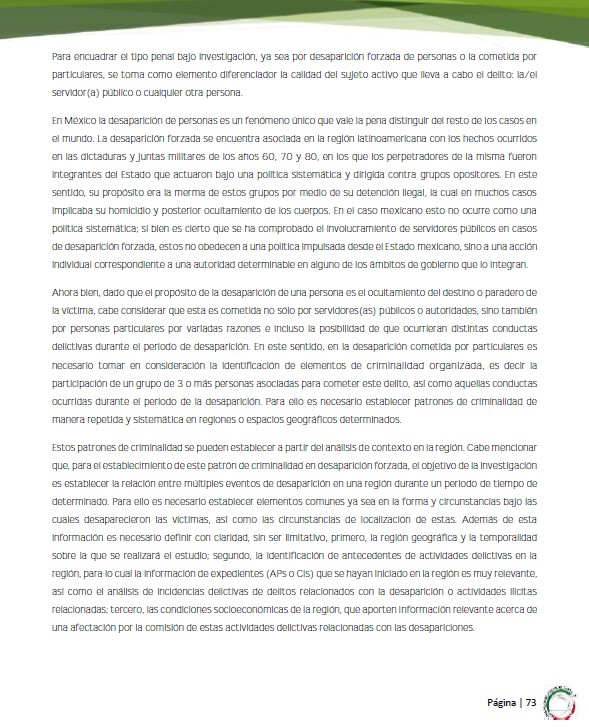 Para encuadrar el tipo penal bajo investigación, ya sea por desaparición forzada de personas o la cometida por
particulares, se toma como elemento diferenciador la calidad del sujeto activo que lleva a cabo el delito: la/el
servidor(a) público o cualquier otra persona.
En México la desaparición de personas es un fenómeno único que vale la pena distinguir del resto de los casos en
el mundo. La desaparición forzada se encuentra asociada en la región latinoamericana con los hechos ocurridos
en las dictaduras y juntas militares de los años 60, 70 y 80, en los que los perpetradores de la misma fueron
integrantes del Estado que actuaron bajo una política sistemática y dirigida contra grupos opositores. En este
sentido, su propósito era la merma de estos grupos por medio de su detención ilegal, la cual en muchos casos
implicaba su homicidio y posterior ocultamiento de los cuerpos. En el caso mexicano esto no ocurre como una
política sistemática; si bien es cierto que se ha comprobado el involucramiento de servidores públicos en casos
de desaparición forzada, estos no obedecen a una política impulsada desde el Estado mexicano, sino a una acción
individual correspondiente a una autoridad determinable en alguno de los ámbitos de gobierno que lo integran.
Ahora bien, dado que el propósito de la desaparición de una persona es el ocultamiento del destino o paradero de
la víctima, cabe considerar que esta es cometida no sólo por servidores(as) públicos o autoridades, sino también
por personas particulares por variadas razones e incluso la posibilidad de que ocurrieran distintas conductas
delictivas durante el periodo de desaparición. En este sentido, en la desaparición cometida por particulares es
necesario tomar en consideración la identificación de elementos de criminalidad organizada, es decir la
participación de un grupo de 3 o más personas asociadas para cometer este delito, así como aquellas conductas
ocurridas durante el periodo de la desaparición. Para ello es necesario establecer patrones de criminalidad de
manera repetida y sistemática en regiones o espacios geográficos determinados.
Estos patrones de criminalidad se pueden establecer a partir del análisis de contexto en la región. Cabe mencionar
que, para el establecimiento de este patrón de criminalidad en desaparición forzada, el objetivo de la investigación
es establecer la relación entre múltiples eventos de desaparición en una región durante un periodo de tiempo de
determinado. Para ello es necesario establecer elementos comunes ya sea en la forma y circunstancias bajo las
cuales desaparecieron las víctimas, así como las circunstancias de localización de estas. Además de esta
información es necesario definir con claridad, sin ser limitativo, primero, la región geográfica y la temporalidad
sobre la que se realizará el estudio; segundo, la identificación de antecedentes de actividades delictivas en la
región, para lo cual la información de expedientes (APs o CIs) que se hayan iniciado en la región es muy relevante,
así como el análisis de incidencias delictivas de delitos relacionados con la desaparición o actividades ilícitas
relacionadas; tercero, las condiciones socioeconómicas de la región, que aporten información relevante acerca de
una afectación por la comisión de estas actividades delictivas relacionadas con las desapariciones.
Página | 73